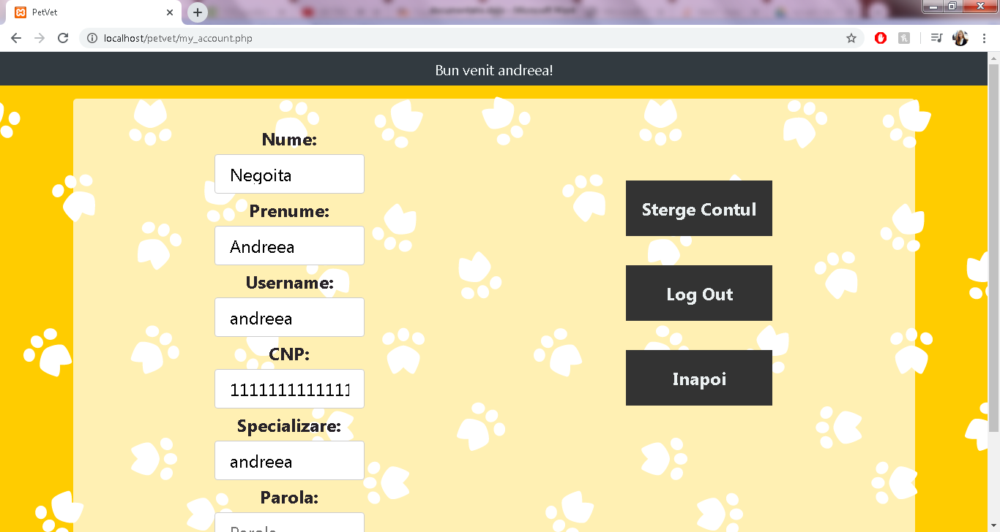 PetVet
localhost/petvet/my_account.php
Bun venit andreea!
Nume:
Negoita
Prenume:
Andreea
Username:
andreea
CNP:
1111111111111
Specializare:
andreea
Parola:
Parola
Sterge Contul
Log Out
Inapoi